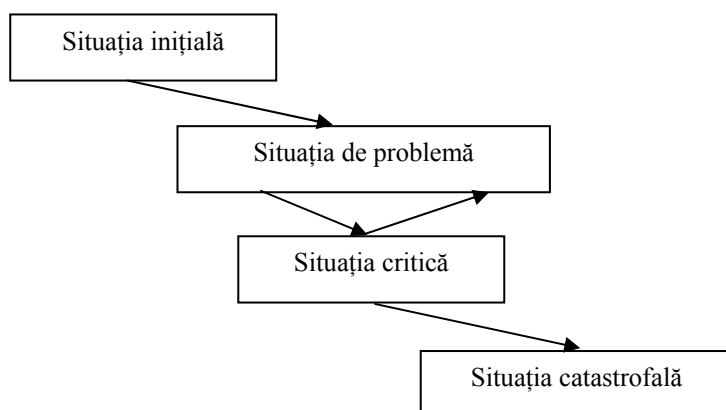 Situația inițială
Situația de problemă
Situația critică
Situația catastrofală